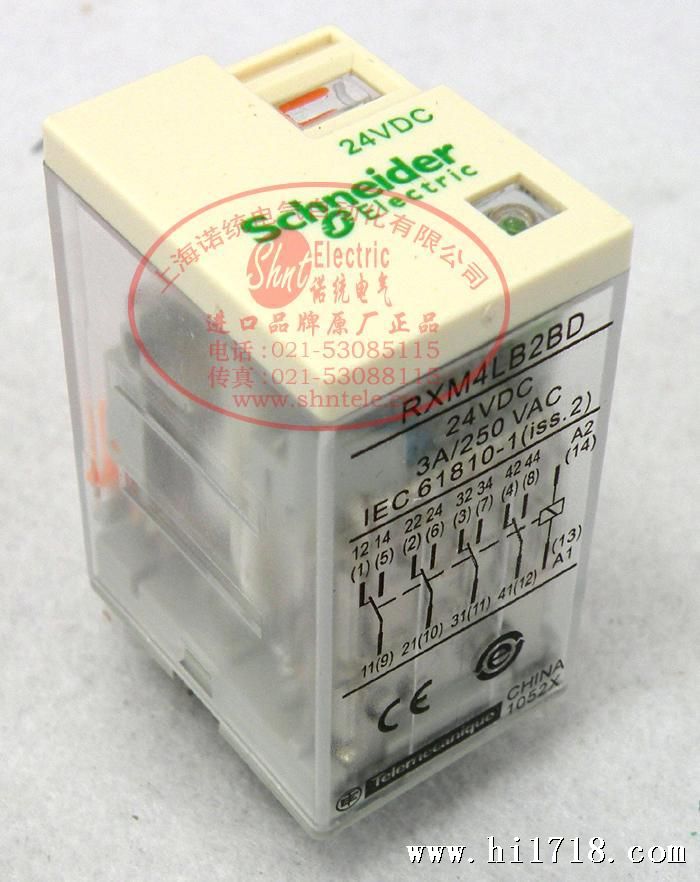 24VDC
Schneider
Electric
上海诺统电气自动化有限公司
Shnt Electric
诺统电气
进口品牌原厂正品
电话:021-53085115
传真:021-53088115
www.shntele.com
RXM4LB2BD
24VDC
3A/250 VAC
IEC 61810-1(iss.2)
12 14 22 24 32 34 42 44 A2
(1) (5) (2) (6) (3) (7) (4) (8) (14)
11(9) 21(10) 31(11) 41(12) (13)
A1
CE
CHINA
1052X
Telemecanique
www.hi1718.com